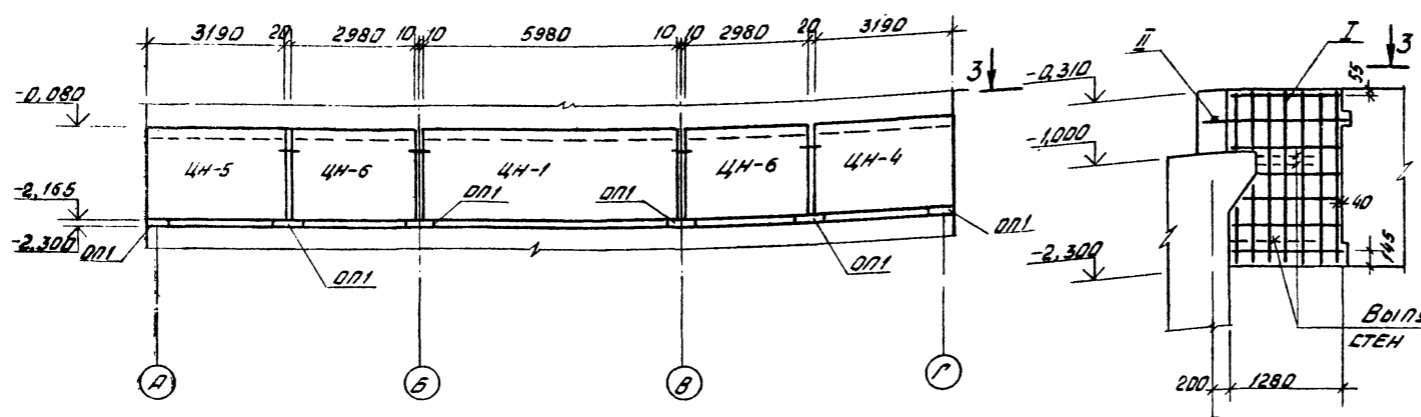 3190 20 2980 10 10 5980 10 10 2980 20 3190
3
-0,080
ЦН-5
ЦН-6
ЦН-1
ЦН-6
ЦН-4
-2,165
-2,300
ОП1
ОП1
ОП1
ОП1
ОП1
ОП1
А
Б
В
Г
II
I
3
-0,310
55
-1,000
40
-2,300
145
Вып
СТЕН
200 1280